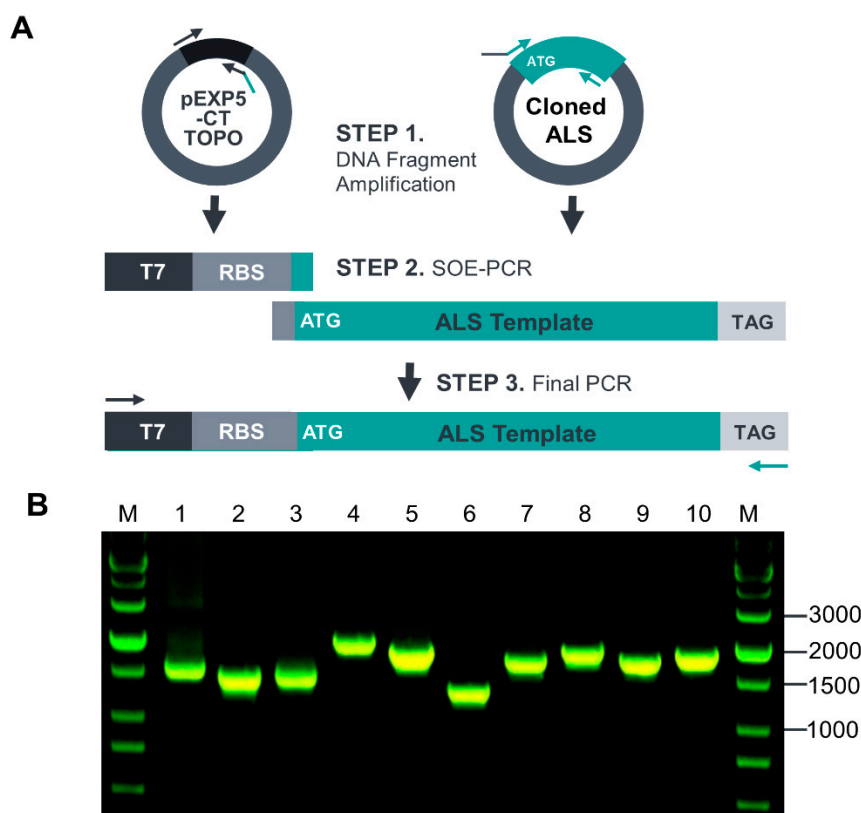 A
pEXP5
-CT
TOPO
STEP 1.
DNA Fragment
Amplification
ATG
Cloned
ALS
T7 RBS
STEP 2. SOE-PCR
ATG ALS Template TAG
STEP 3. Final PCR
T7 RBS ATG ALS Template TAG
B
M 1 2 3 4 5 6 7 8 9 10 M
3000
2000
1500
1000